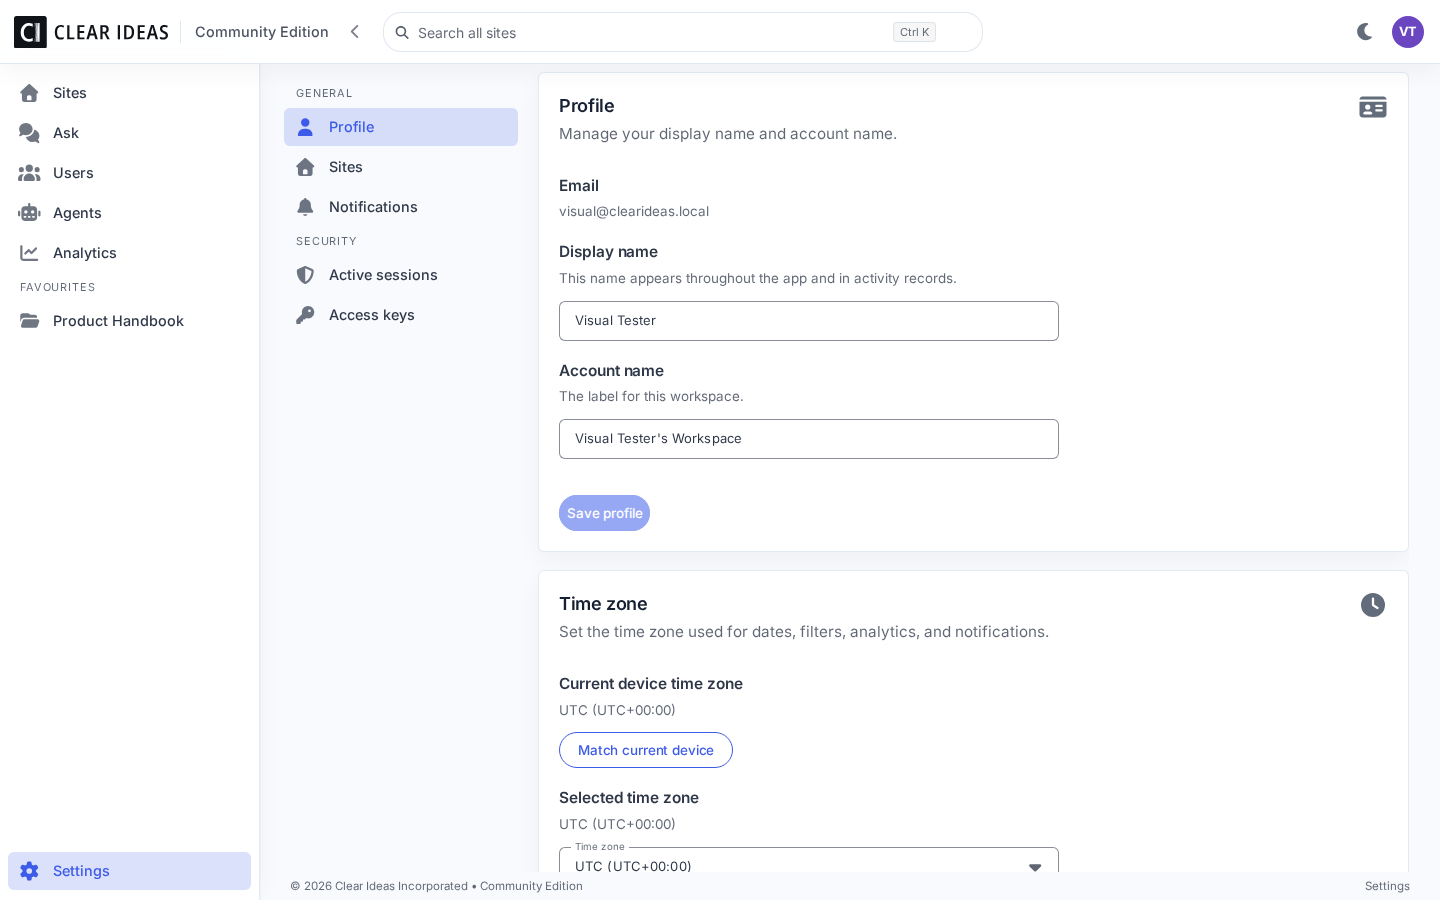 CI CLEAR IDEAS
Community Edition
Search all sites
Ctrl K
VT
Sites
Ask
Users
Agents
Analytics
FAVOURITES
Product Handbook
Settings
GENERAL
Profile
Sites
Notifications
SECURITY
Active sessions
Access keys
Profile
Manage your display name and account name.
Email
visual@clearideas.local
Display name
This name appears throughout the app and in activity records.
Visual Tester
Account name
The label for this workspace.
Visual Tester's Workspace
Save profile
Time zone
Set the time zone used for dates, filters, analytics, and notifications.
Current device time zone
UTC (UTC+00:00)
Match current device
Selected time zone
UTC (UTC+00:00)
Time zone
UTC (UTC+00:00)
© 2026 Clear Ideas Incorporated • Community Edition
Settings